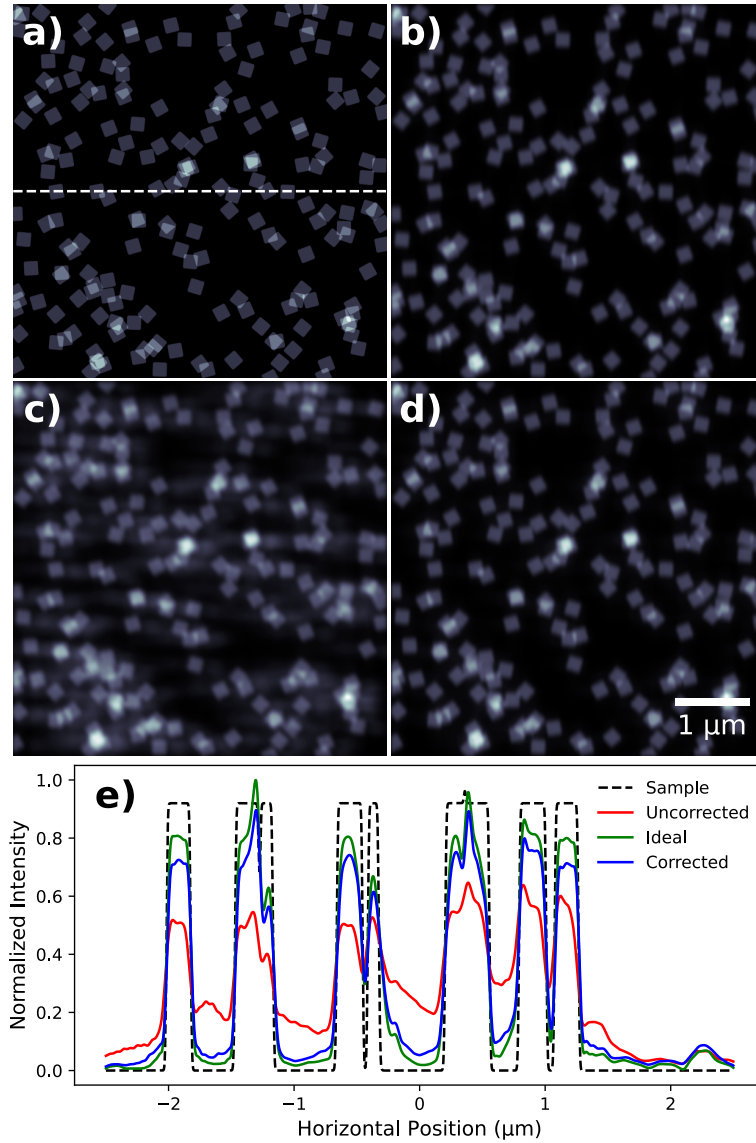 a)
b)
c)
d)
1 μm
e)
Sample
Uncorrected
Ideal
Corrected
Normalized Intensity
1.0
0.8
0.6
0.4
0.2
0.0
−2
−1
0
1
2
Horizontal Position (μm)